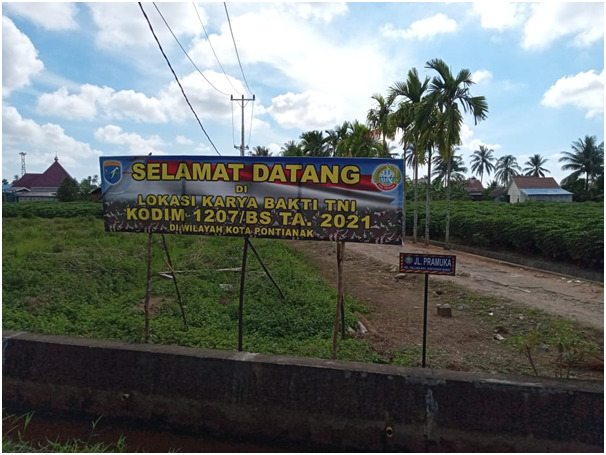 SELAMAT DATANG
DI
LOKASI KARYA BAKTI TNI
KODIM 1207/BS TA. 2021
DI WILAYAH KOTA PONTIANAK
JL. PRAMUKA